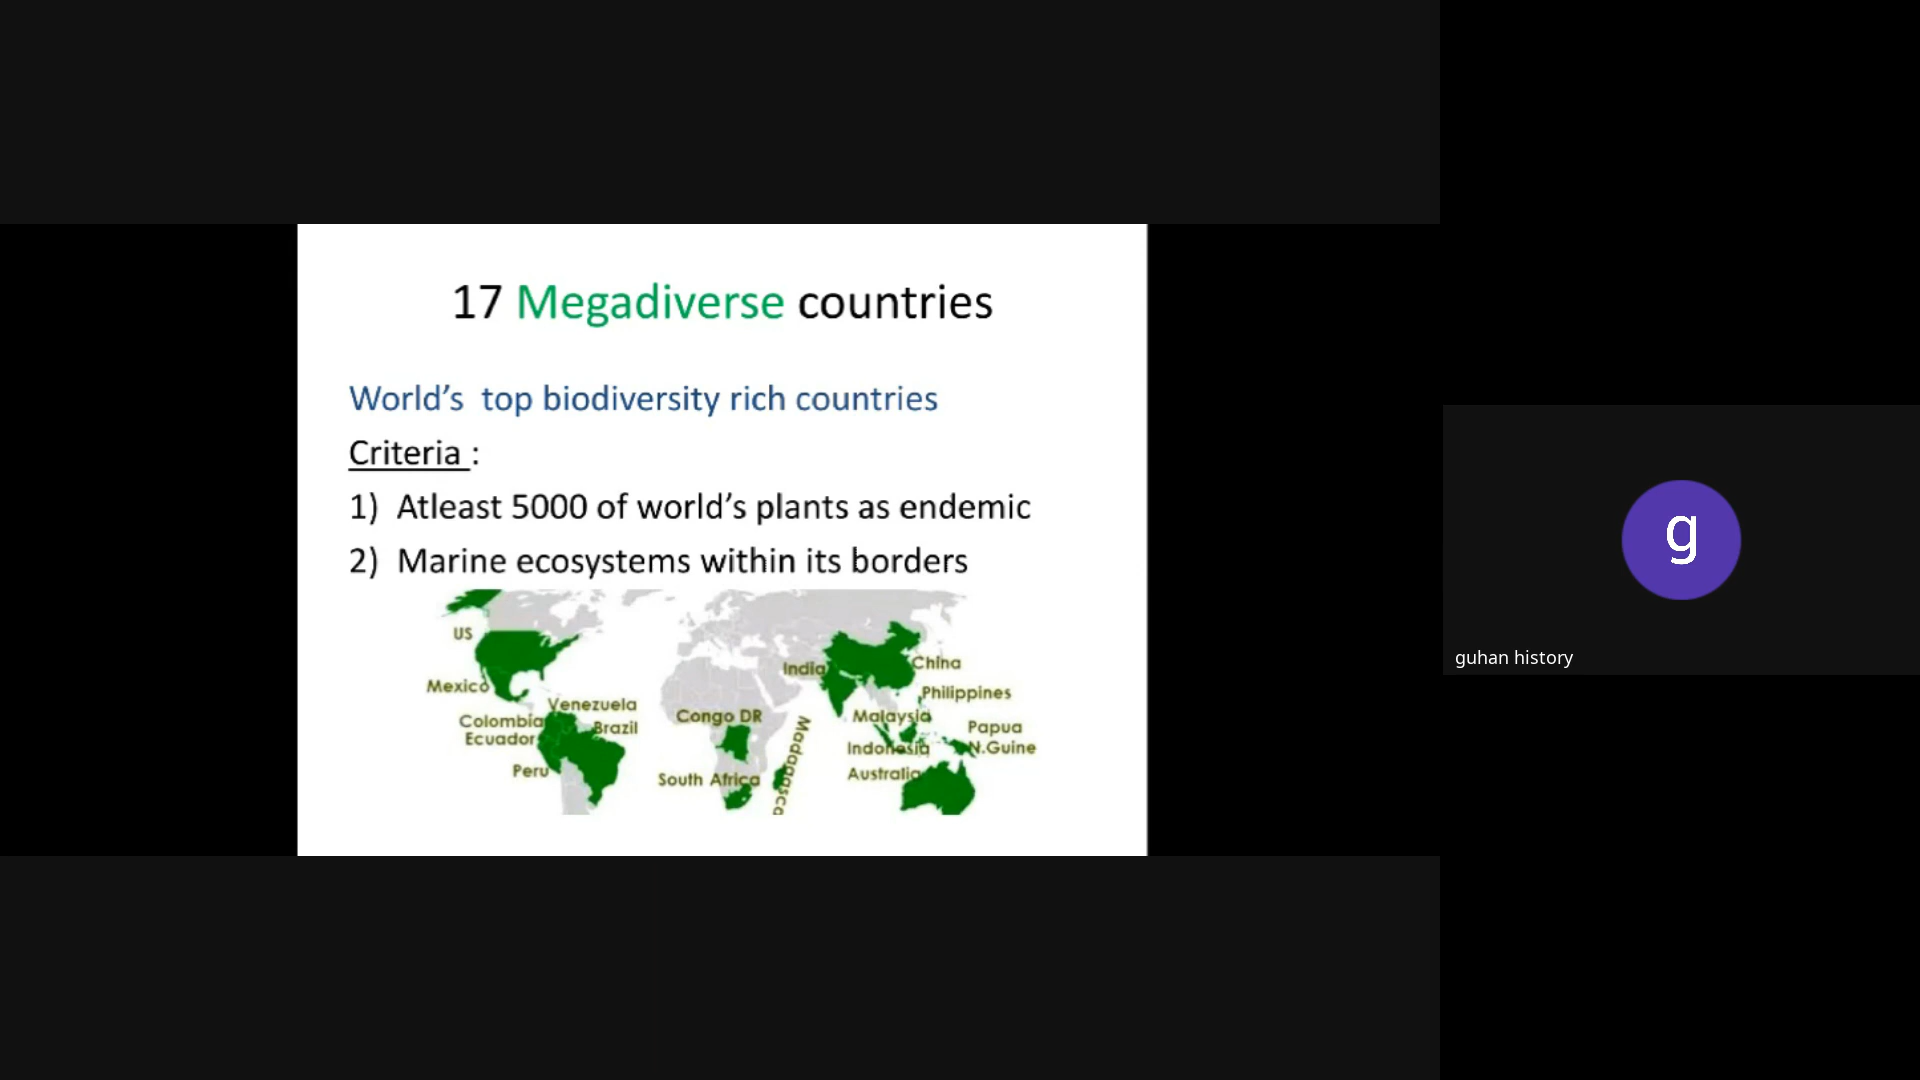 17 Megadiverse countries
World’s top biodiversity rich countries
Criteria :
1) Atleast 5000 of world’s plants as endemic
2) Marine ecosystems within its borders
US
Mexico
Venezuela
Colombia
Brazil
Ecuador
Peru
Congo DR
South Africa
Madagasca
India
China
Philippines
Malaysia
Papua
N.Guine
Indonesia
Australia
g
guhan history